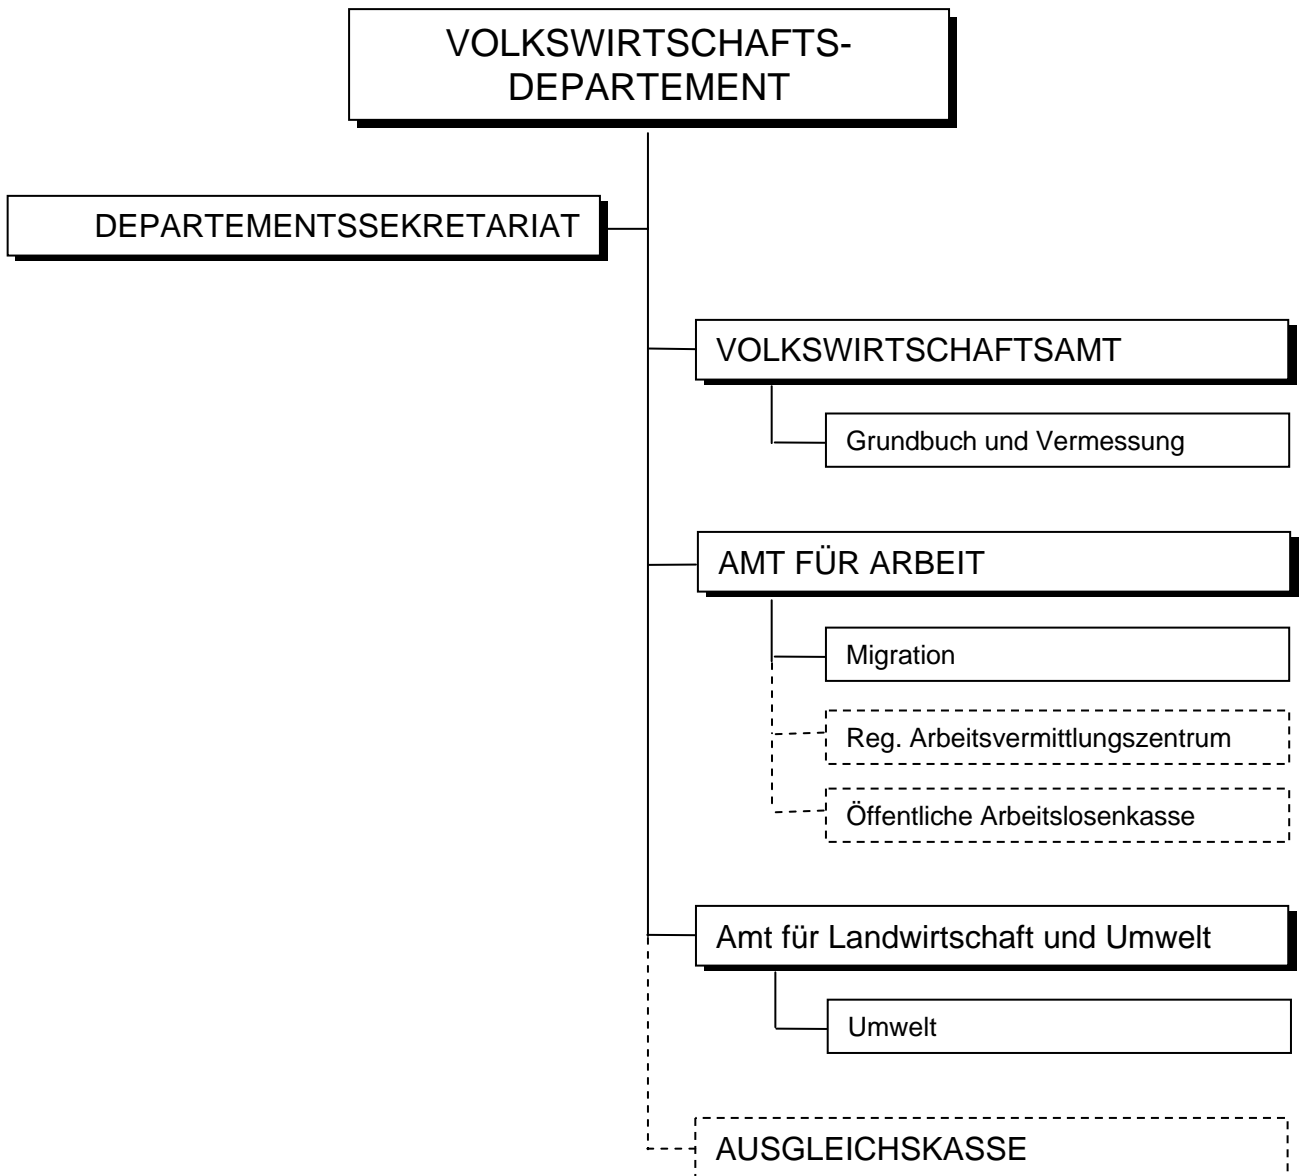 VOLKSWIRTSCHAFTS-
DEPARTEMENT
DEPARTEMENTSSEKRETARIAT
VOLKSWIRTSCHAFTSAMT
Grundbuch und Vermessung
AMT FÜR ARBEIT
Migration
Reg. Arbeitsvermittlungszentrum
Öffentliche Arbeitslosenkasse
Amt für Landwirtschaft und Umwelt
Umwelt
AUSGLEICHSKASSE